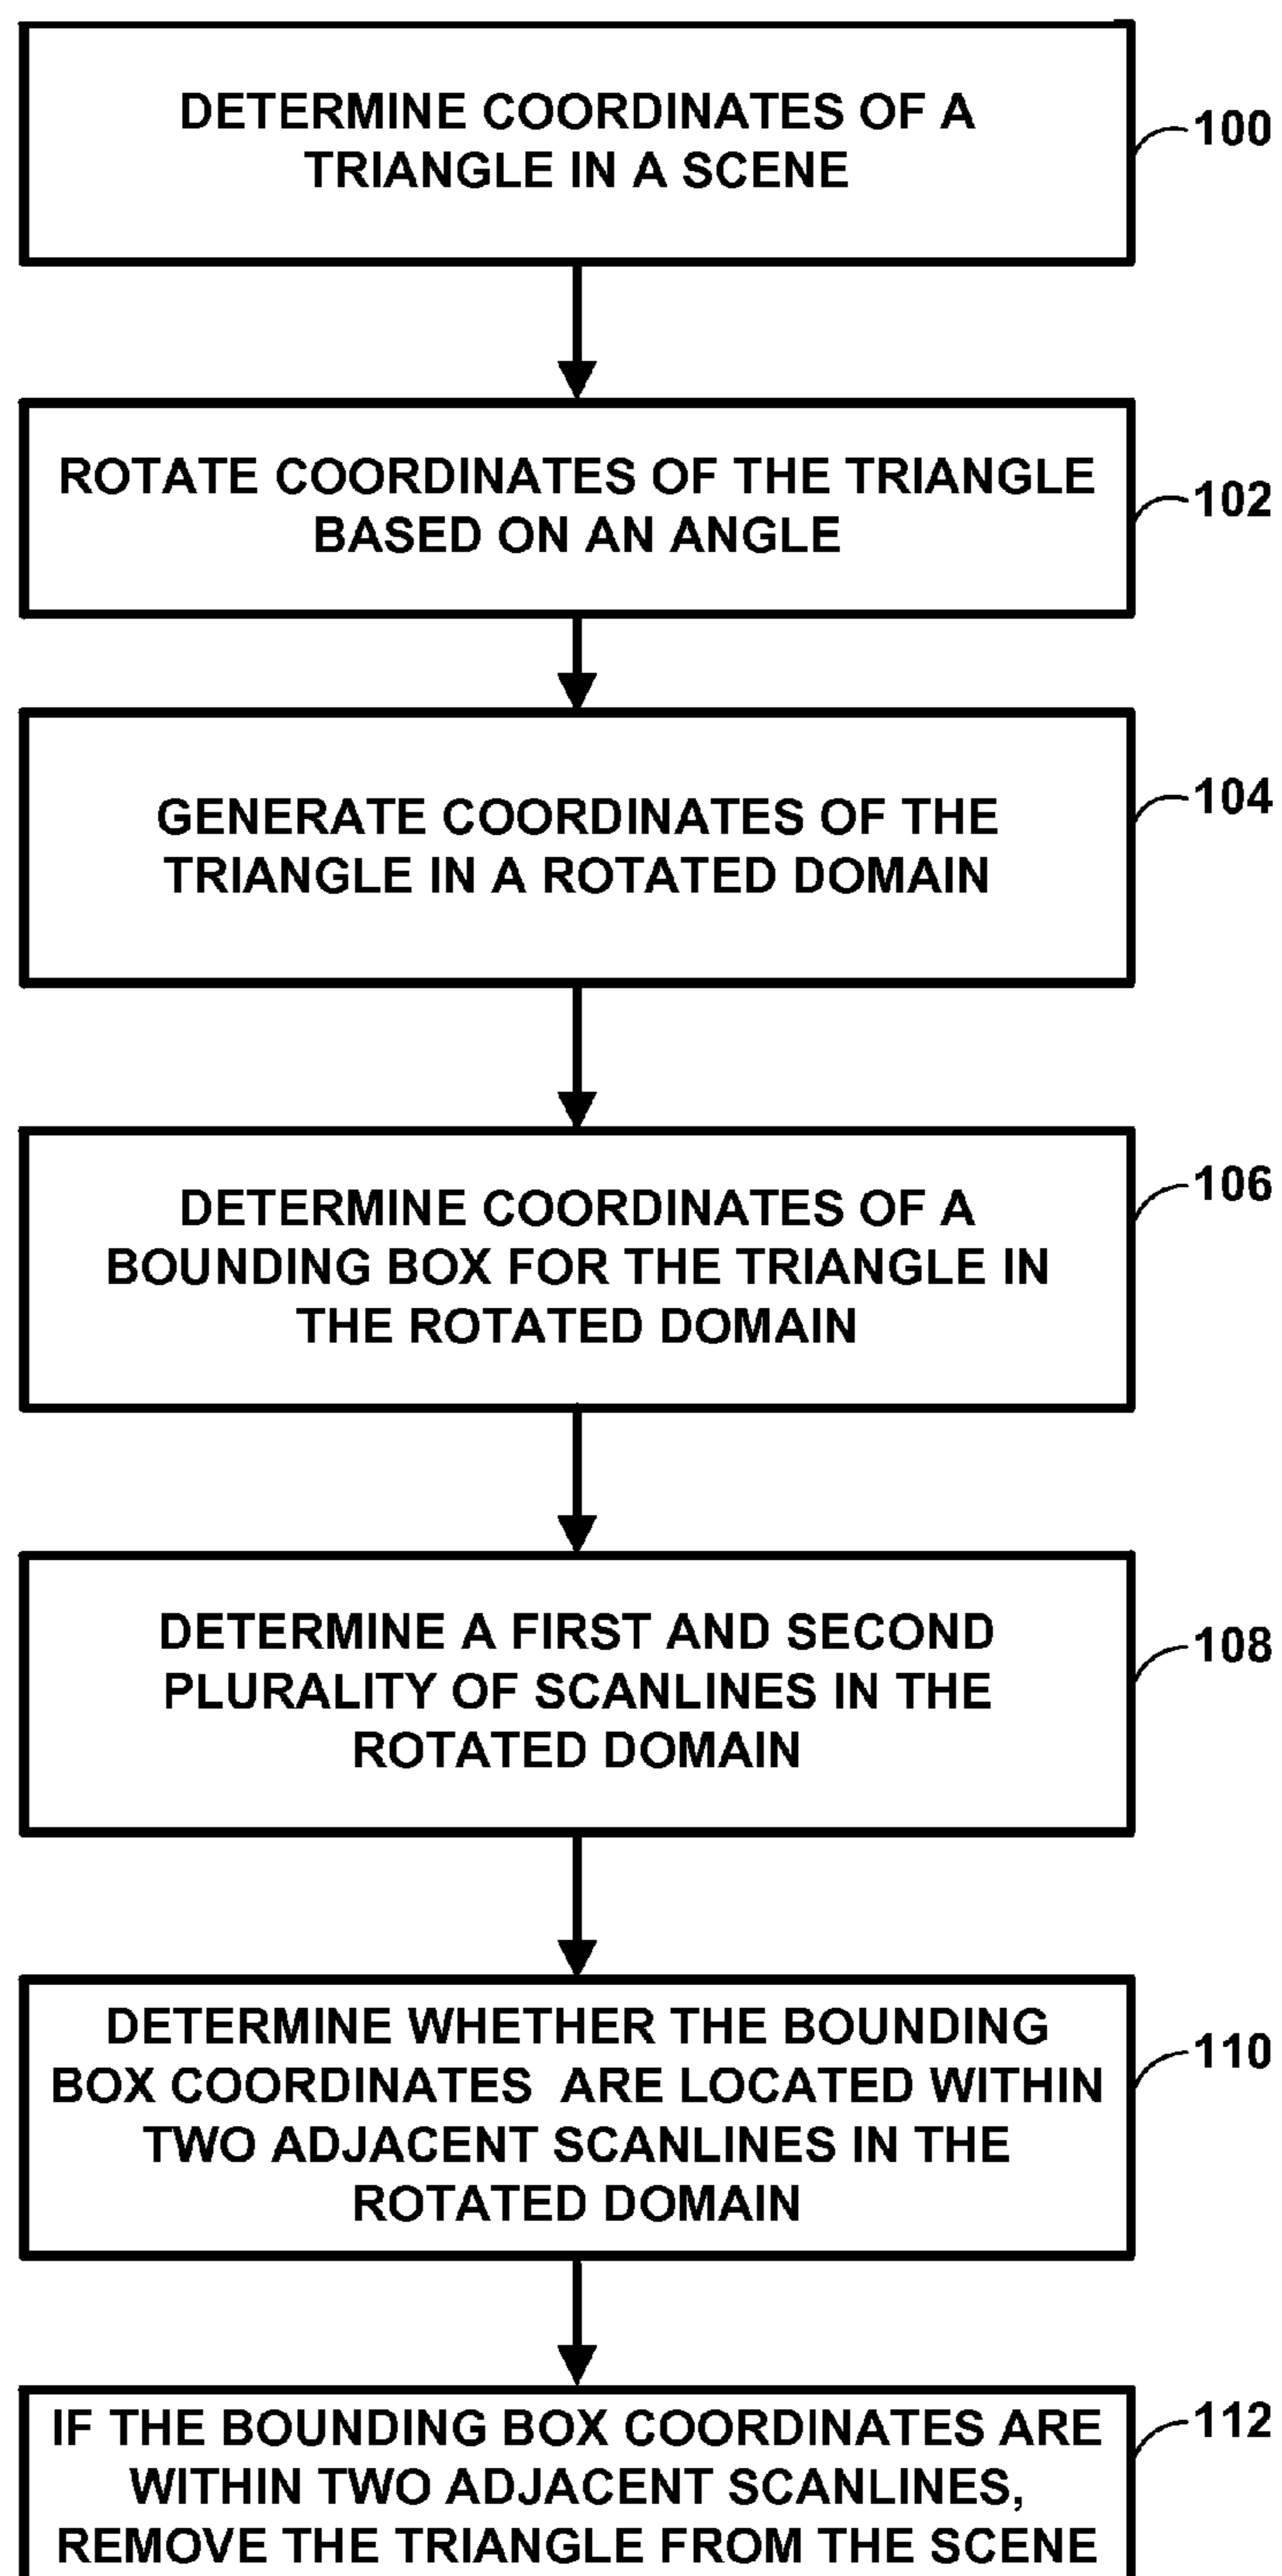 DETERMINE COORDINATES OF A
TRIANGLE IN A SCENE
100
ROTATE COORDINATES OF THE TRIANGLE
BASED ON AN ANGLE
102
GENERATE COORDINATES OF THE
TRIANGLE IN A ROTATED DOMAIN
104
DETERMINE COORDINATES OF A
BOUNDING BOX FOR THE TRIANGLE IN
THE ROTATED DOMAIN
106
DETERMINE A FIRST AND SECOND
PLURALITY OF SCANLINES IN THE
ROTATED DOMAIN
108
DETERMINE WHETHER THE BOUNDING
BOX COORDINATES ARE LOCATED WITHIN
TWO ADJACENT SCANLINES IN THE
ROTATED DOMAIN
110
IF THE BOUNDING BOX COORDINATES ARE
WITHIN TWO ADJACENT SCANLINES,
REMOVE THE TRIANGLE FROM THE SCENE
112